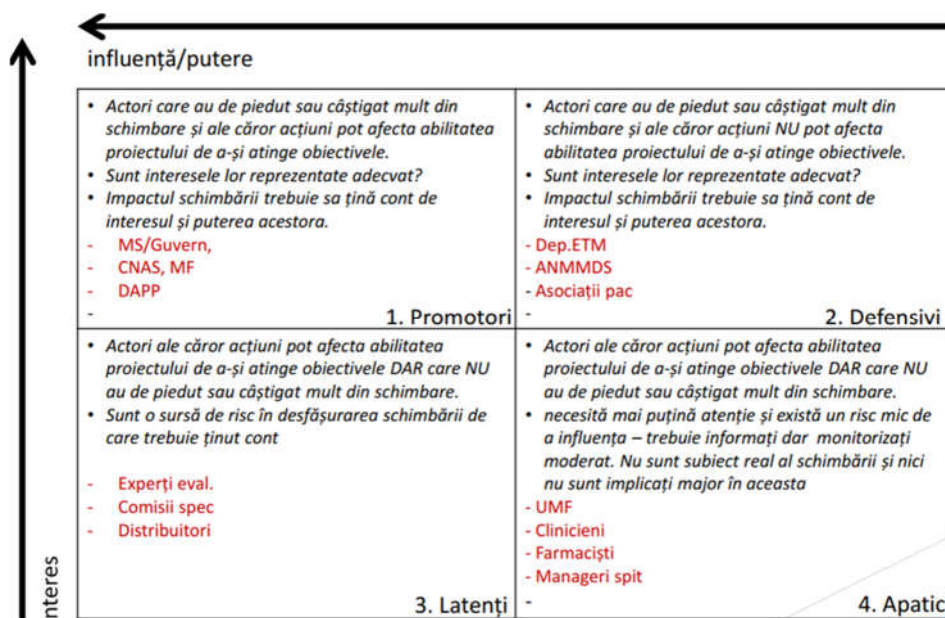 influență/putere
• Actori care au de piedut sau câștigat mult din
schimbare și ale căror acțiuni pot afecta abilitatea
proiectului de a-și atinge obiectivele.
• Sunt interesele lor reprezentate adecvat?
• Impactul schimbării trebuie sa țină cont de
interesul și puterea acestora.
- MS/Guvern,
- CNAS, MF
- DAPP
-
1. Promotori
• Actori care au de piedut sau câștigat mult din
schimbare și ale căror acțiuni NU pot afecta
abilitatea proiectului de a-și atinge obiectivele.
• Sunt interesele lor reprezentate adecvat?
• Impactul schimbării trebuie sa țină cont de
interesul și puterea acestora.
- Dep.ETM
- ANMMDS
- Asociații pac
-
2. Defensivi
• Actori ale căror acțiuni pot afecta abilitatea
proiectului de a-și atinge obiectivele DAR care NU
au de piedut sau câștigat mult din schimbare.
• Sunt o sursă de risc în desfășurarea schimbării de
care trebuie ținut cont
- Experți eval.
- Comisii spec
- Distribuitori
3. Latenți
• Actori ale căror acțiuni pot afecta abilitatea
proiectului de a-și atinge obiectivele DAR care NU
au de piedut sau câștigat mult din schimbare.
• necesită mai puțină atenție și există un risc mic de
a influența – trebuie informați dar monitorizați
moderat. Nu sunt subiect real al schimbării și nici
nu sunt implicați major în aceasta
- UMF
- Clinicieni
- Farmaciști
- Manageri spit
-
4. Apatic
nteres